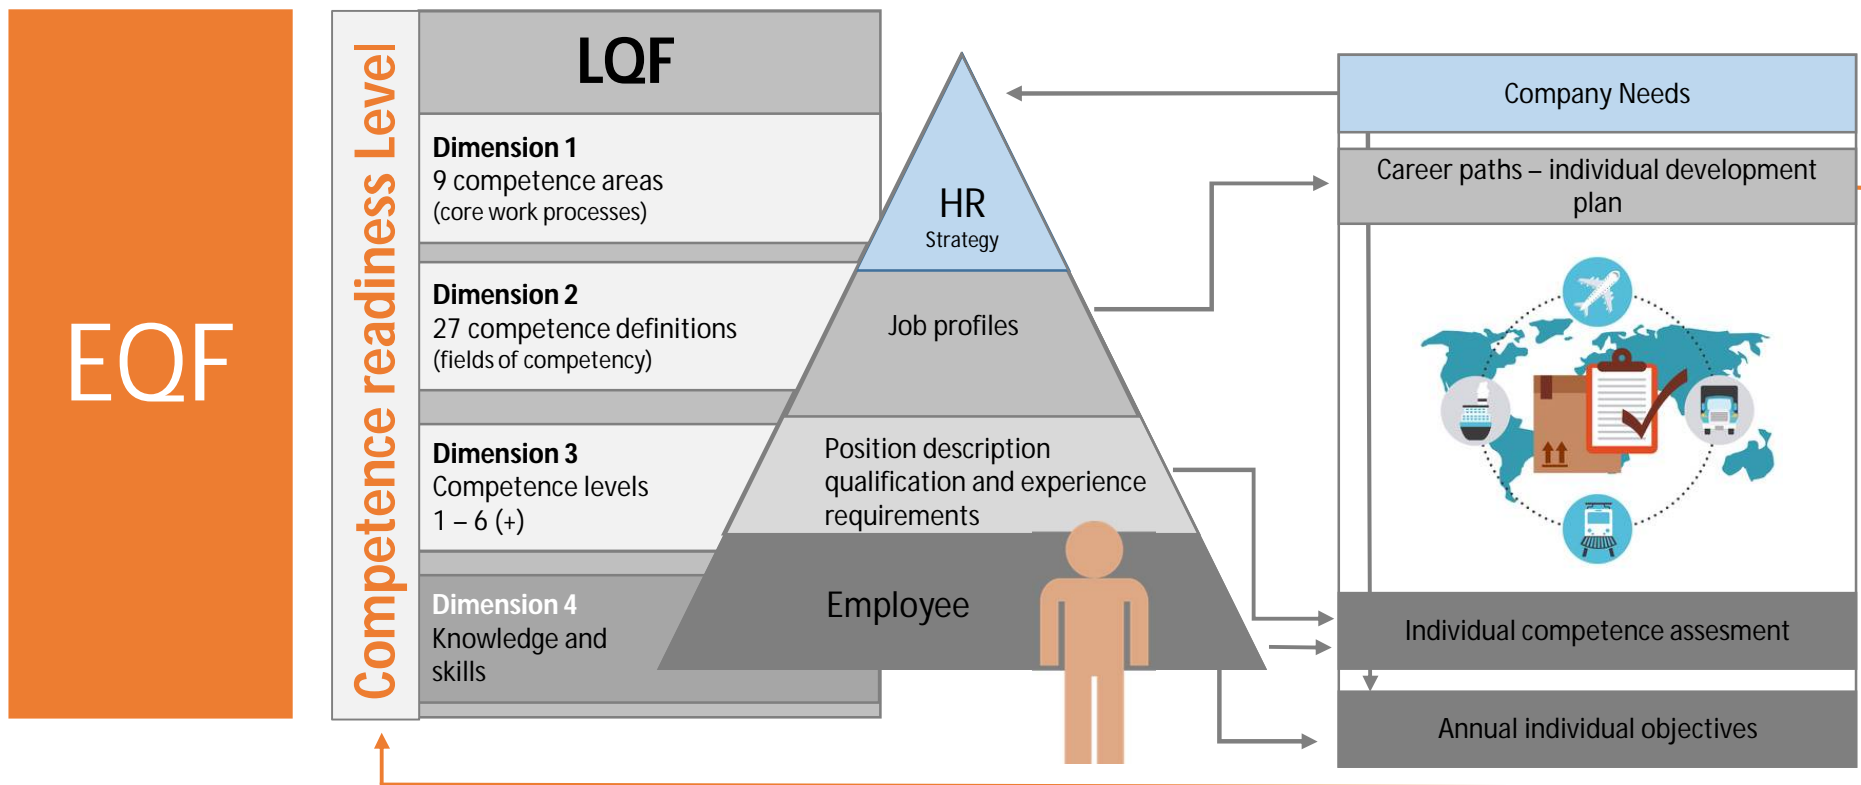 EQF
Competence readiness Level
LQF
Dimension 1
9 competence areas
(core work processes)
Dimension 2
27 competence definitions
(fields of competency)
Dimension 3
Competence levels
1 – 6 (+)
Dimension 4
Knowledge and
skills
HR
Strategy
Job profiles
Position description
qualification and experience
requirements
Employee
Company Needs
Career paths – individual development
plan
Individual competence assesment
Annual individual objectives